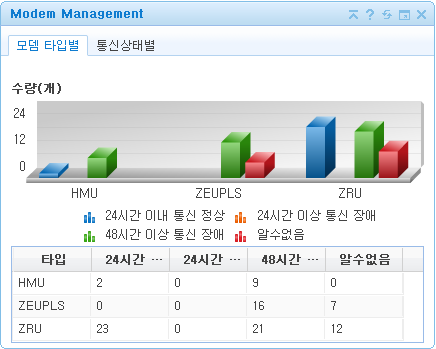 Modem Management
모뎀 타입별 통신상태별
수량(개)
24
12
0
HMU ZEUPLS ZRU
24시간 이내 통신 정상 24시간 이상 통신 장애
48시간 이상 통신 장애 알수없음
타입 24시간 ... 24시간 ... 48시간 ... 알수없음
HMU 2 0 9 0
ZEUPLS 0 0 16 7
ZRU 23 0 21 12